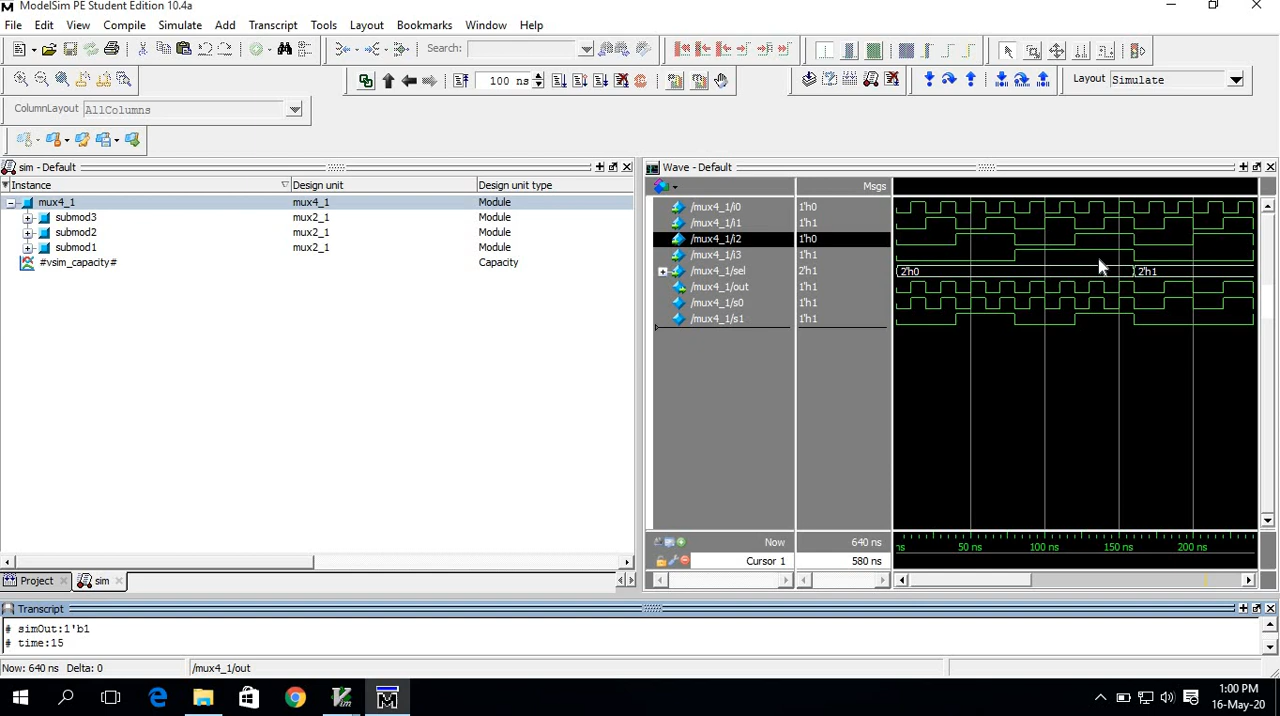 ModelSim PE Student Edition 10.4a
File Edit View Compile Simulate Add Transcript Tools Layout Bookmarks Window Help
Search:
100 ns
Layout Simulate
ColumnLayout AllColumns
sim - Default
Instance Design unit Design unit type
mux4_1 mux4_1 Module
submod3 mux2_1 Module
submod2 mux2_1 Module
submod1 mux2_1 Module
#vsim_capacity# Capacity
Project sim
Wave - Default
Msgs
/mux4_1/i0 1'h0
/mux4_1/i1 1'h1
/mux4_1/i2 1'h0
/mux4_1/i3 1'h1
/mux4_1/sel 2'h1 2'h0 2'h1
/mux4_1/out 1'h1
/mux4_1/s0 1'h1
/mux4_1/s1 1'h1
Now 640 ns ns 50 ns 100 ns 150 ns 200 ns
Cursor 1 580 ns
Transcript
# simOut:1'b1
# time:15
Now: 640 ns Delta: 0 /mux4_1/out
1:00 PM
16-May-20